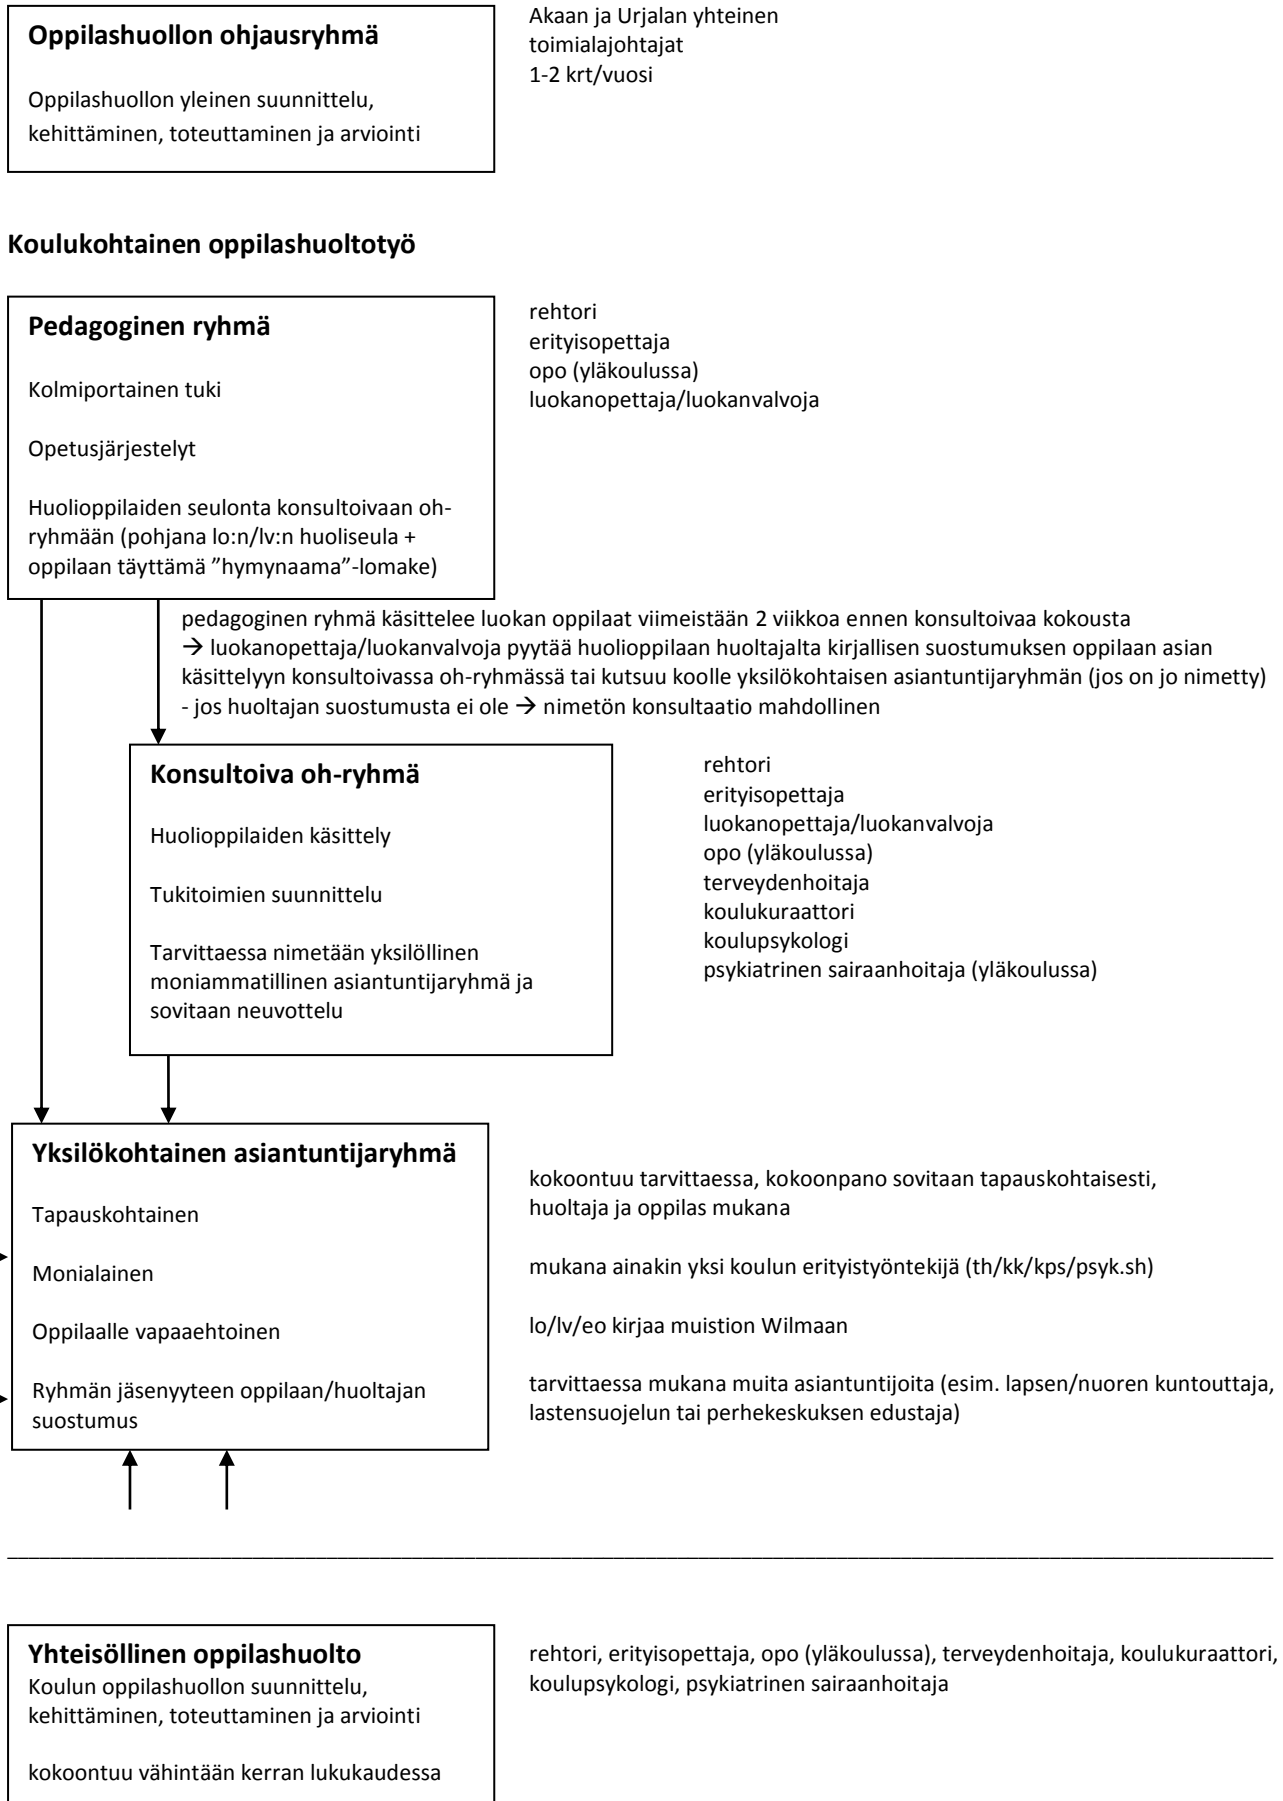 Oppilashuollon ohjausryhmä
Oppilashuollon yleinen suunnittelu,
kehittäminen, toteuttaminen ja arviointi
Akaan ja Urjalan yhteinen
toimialajohtajat
1-2 krt/vuosi
Koulukohtainen oppilashuoltotyö
Pedagoginen ryhmä
Kolmiportainen tuki
Opetusjärjestelyt
Huolioppilaiden seulonta konsultoivaan oh-
ryhmään (pohjana lo:n/lv:n huoliseula +
oppilaan täyttämä ”hymynaama”-lomake)
rehtori
erityisopettaja
opo (yläkoulussa)
luokanopettaja/luokanvalvoja
pedagoginen ryhmä käsittelee luokan oppilaat viimeistään 2 viikkoa ennen konsultoivaa kokousta
→ luokanopettaja/luokanvalvoja pyytää huolioppilaan huoltajalta kirjallisen suostumuksen oppilaan asian
käsittelyyn konsultoivassa oh-ryhmässä tai kutsuu koolle yksilökohtaisen asiantuntijaryhmän (jos on jo nimetty)
- jos huoltajan suostumusta ei ole → nimetön konsultaatio mahdollinen
Konsultoiva oh-ryhmä
Huolioppilaiden käsittely
Tukitoimien suunnittelu
Tarvittaessa nimetään yksilöllinen
moniammatillinen asiantuntijaryhmä ja
sovitaan neuvottelu
rehtori
erityisopettaja
luokanopettaja/luokanvalvoja
opo (yläkoulussa)
terveydenhoitaja
koulukuraattori
koulupsykologi
psykiatrinen sairaanhoitaja (yläkoulussa)
Yksilökohtainen asiantuntijaryhmä
Tapauskohtainen
Monialainen
Oppilaalle vapaaehtoinen
Ryhmän jäsenyyteen oppilaan/huoltajan
suostumus
kokoontuu tarvittaessa, kokoonpano sovitaan tapauskohtaisesti,
huoltaja ja oppilas mukana
mukana ainakin yksi koulun erityistyöntekijä (th/kk/kps/psyk.sh)
lo/lv/eo kirjaa muistion Wilmaan
tarvittaessa mukana muita asiantuntijoita (esim. lapsen/nuoren kuntouttaja,
lastensuojelun tai perhekeskuksen edustaja)
Yhteisöllinen oppilashuolto
Koulun oppilashuollon suunnittelu,
kehittäminen, toteuttaminen ja arviointi
kokoontuu vähintään kerran lukukaudessa
rehtori, erityisopettaja, opo (yläkoulussa), terveydenhoitaja, koulukuraattori,
koulupsykologi, psykiatrinen sairaanhoitaja